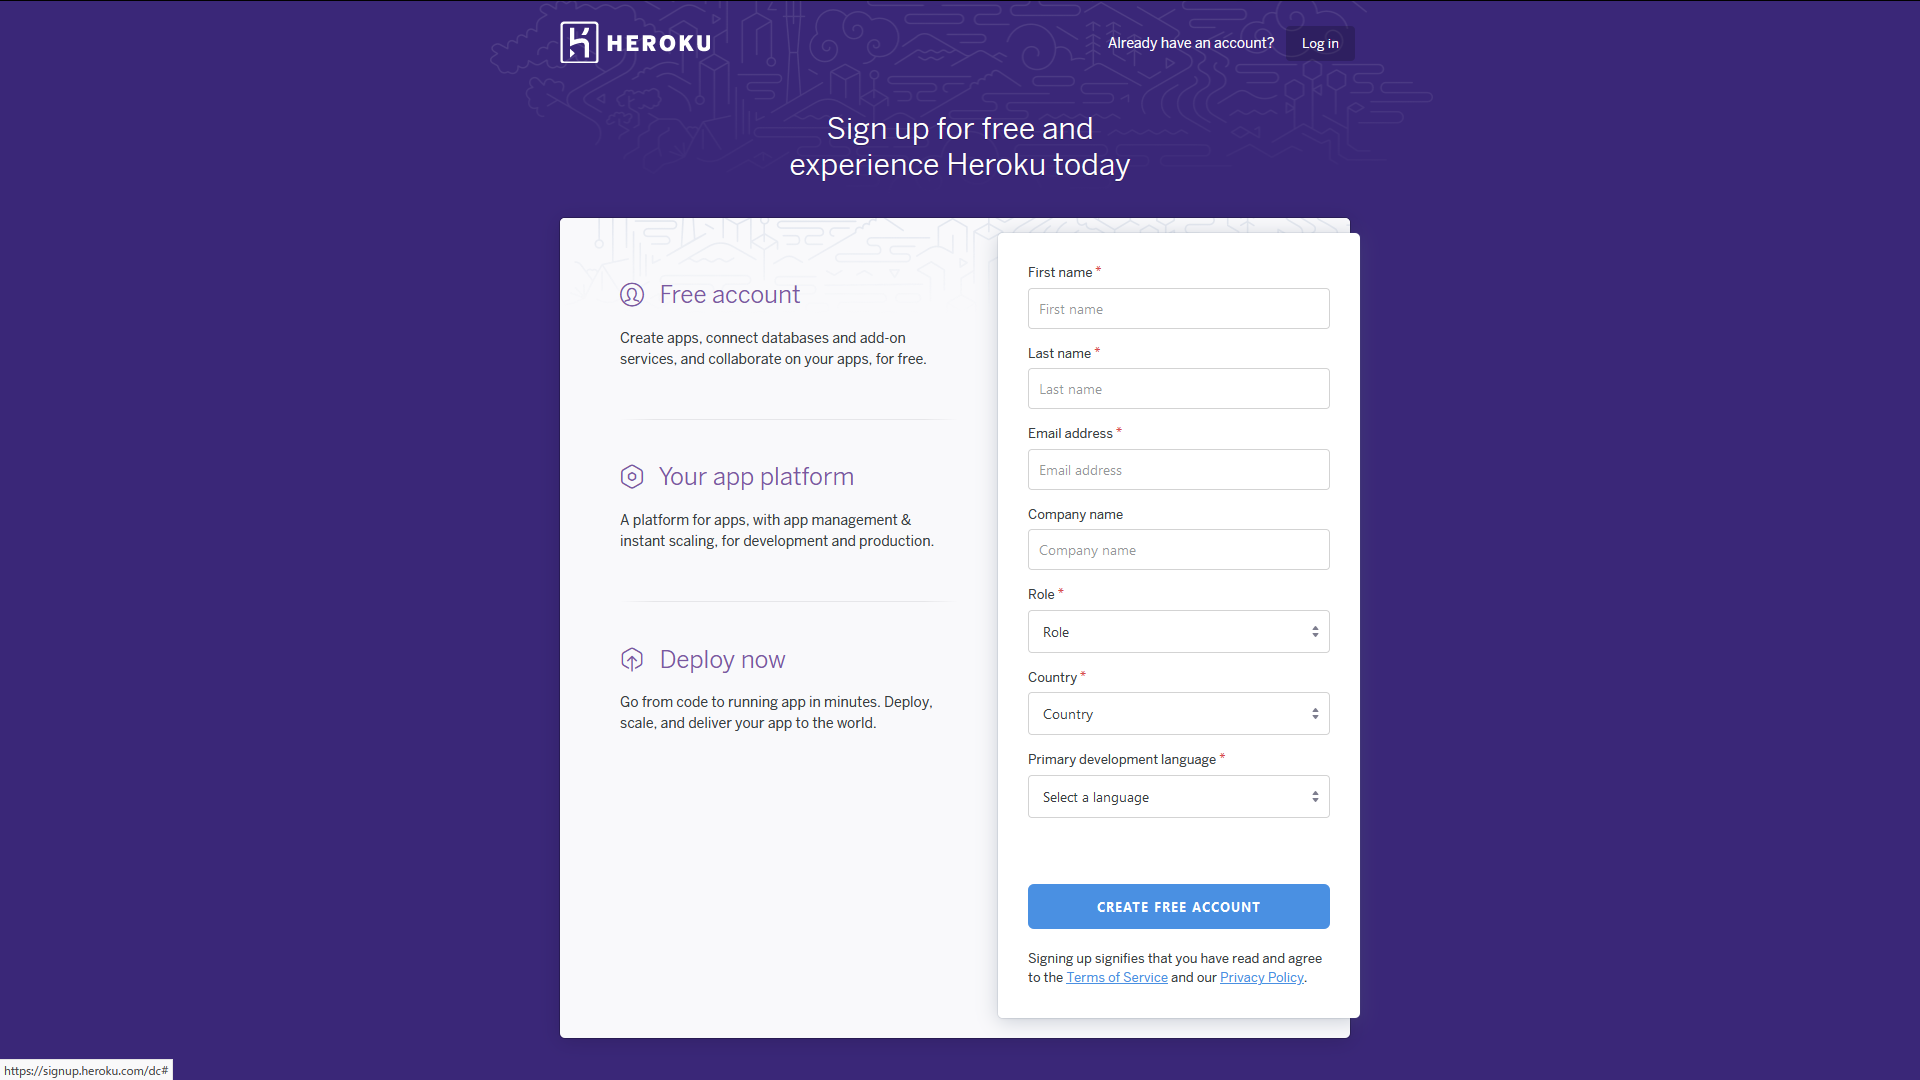 HEROKU
Already have an account? Log in
Sign up for free and
experience Heroku today
Free account
Create apps, connect databases and add-on
services, and collaborate on your apps, for free.
Your app platform
A platform for apps, with app management &
instant scaling, for development and production.
Deploy now
Go from code to running app in minutes. Deploy,
scale, and deliver your app to the world.
First name *
First name
Last name *
Last name
Email address *
Email address
Company name
Company name
Role *
Role
Country *
Country
Primary development language *
Select a language
CREATE FREE ACCOUNT
Signing up signifies that you have read and agree
to the Terms of Service and our Privacy Policy.
https://signup.heroku.com/dc#